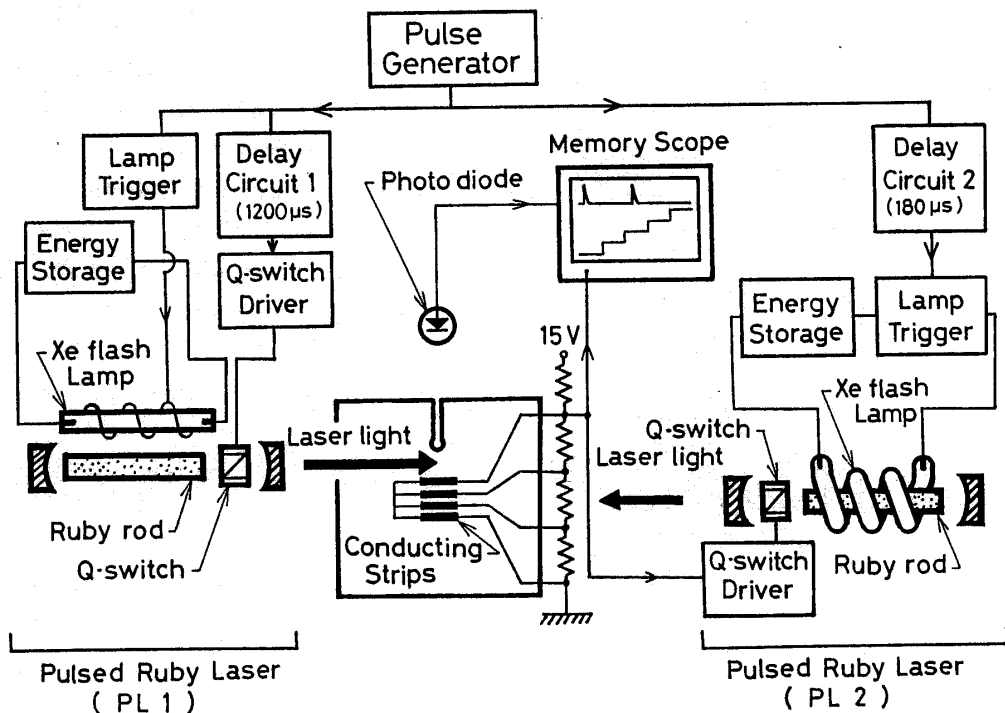 Pulse
Generator
Lamp
Trigger
Delay
Circuit 1
(1200μs)
Energy
Storage
Q-switch
Driver
Xe flash
Lamp
Ruby rod
Q-switch
Laser light
Photo diode
Memory Scope
15V
Conducting
Strips
Delay
Circuit 2
(180μs)
Energy
Storage
Lamp
Trigger
Xe flash
Lamp
Q-switch
Laser light
Q-switch
Driver
Ruby rod
Pulsed Ruby Laser
( PL 1 )
Pulsed Ruby Laser
( PL 2 )